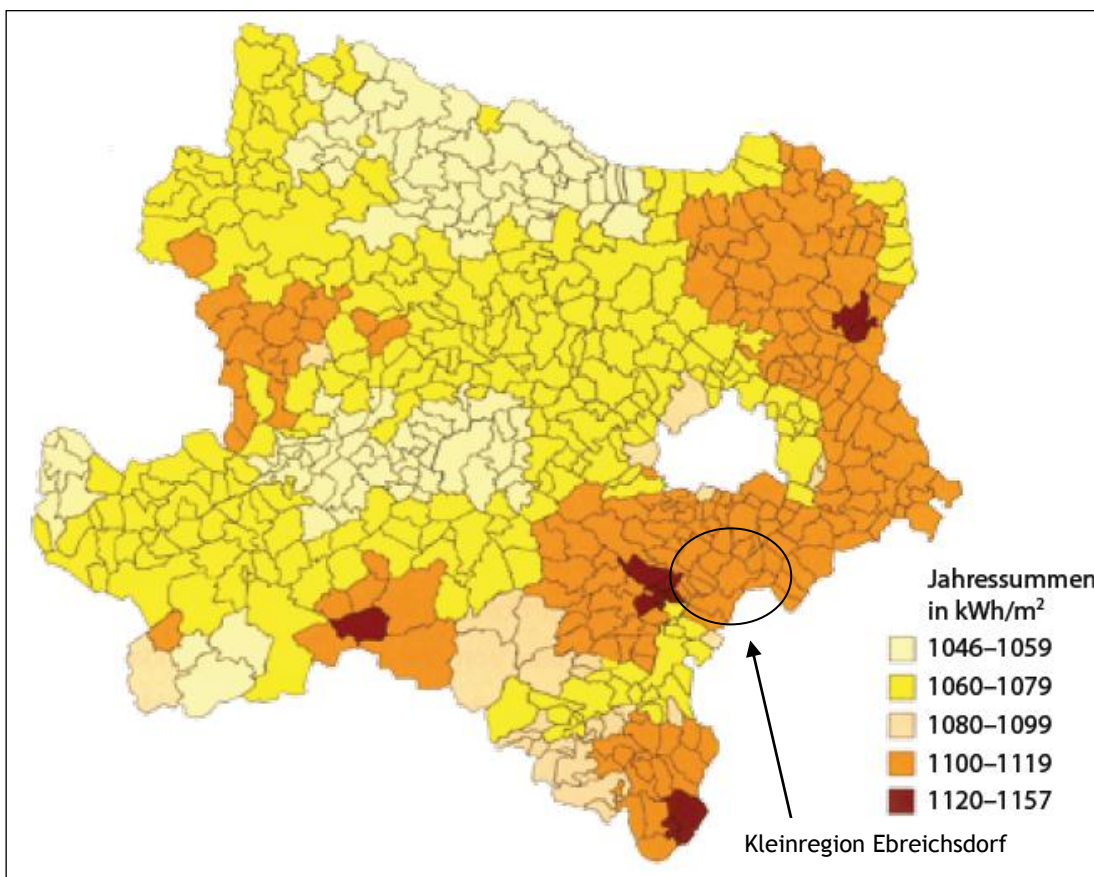 Jahressummen
in kWh/m²
1046–1059
1060–1079
1080–1099
1100–1119
1120–1157
Kleinregion Ebreichsdorf